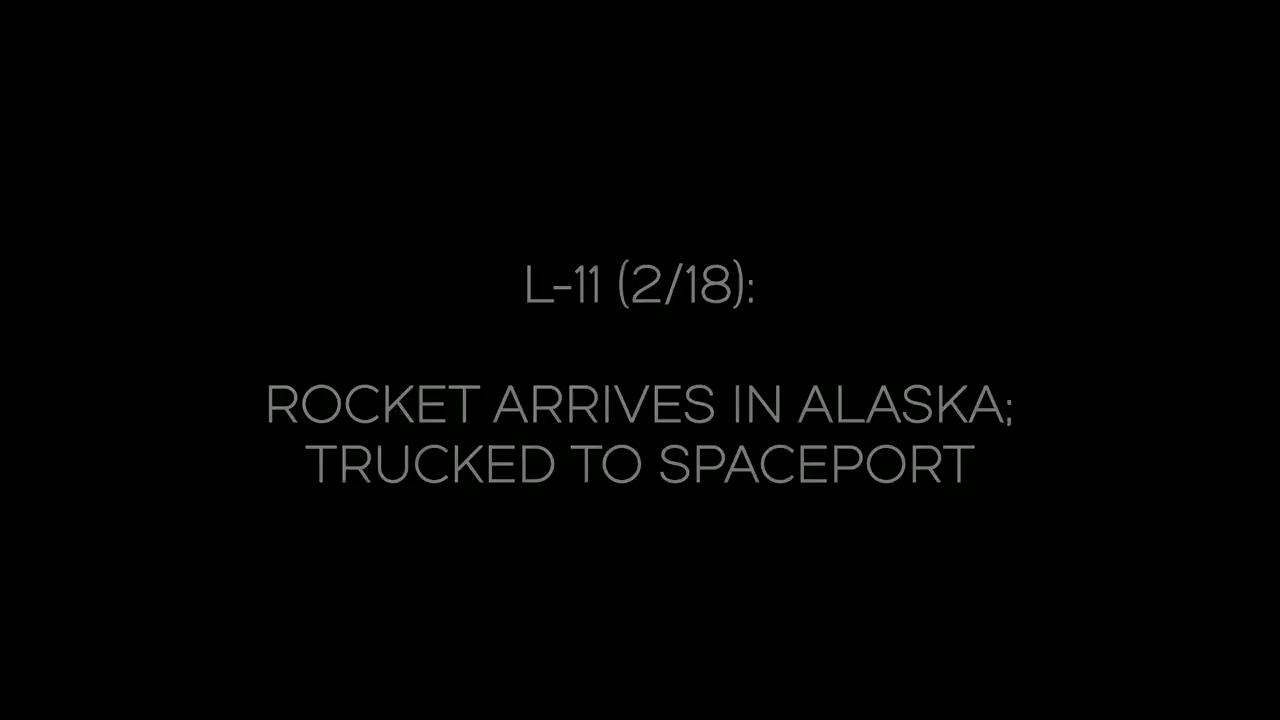 L-11 (2/18):
ROCKET ARRIVES IN ALASKA;
TRUCKED TO SPACEPORT